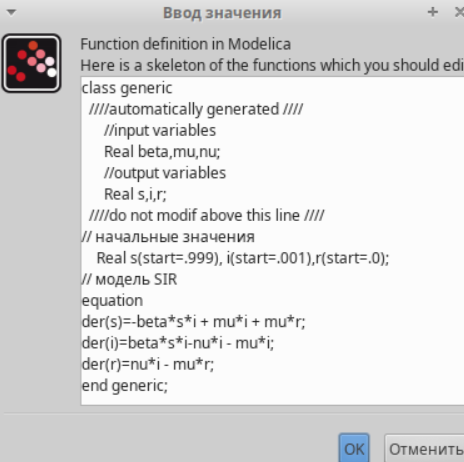 Ввод значения
Function definition in Modelica
Here is a skeleton of the functions which you should edi
class generic
////automatically generated ////
//input variables
Real beta,mu,nu;
//output variables
Real s,i,r;
////do not modif above this line ////
// начальные значения
Real s(start=.999), i(start=.001),r(start=.0);
// модель SIR
equation
der(s)=-beta*s*i + mu*i + mu*r;
der(i)=beta*s*i-nu*i - mu*i;
der(r)=nu*i - mu*r;
end generic;
OK
Отменить